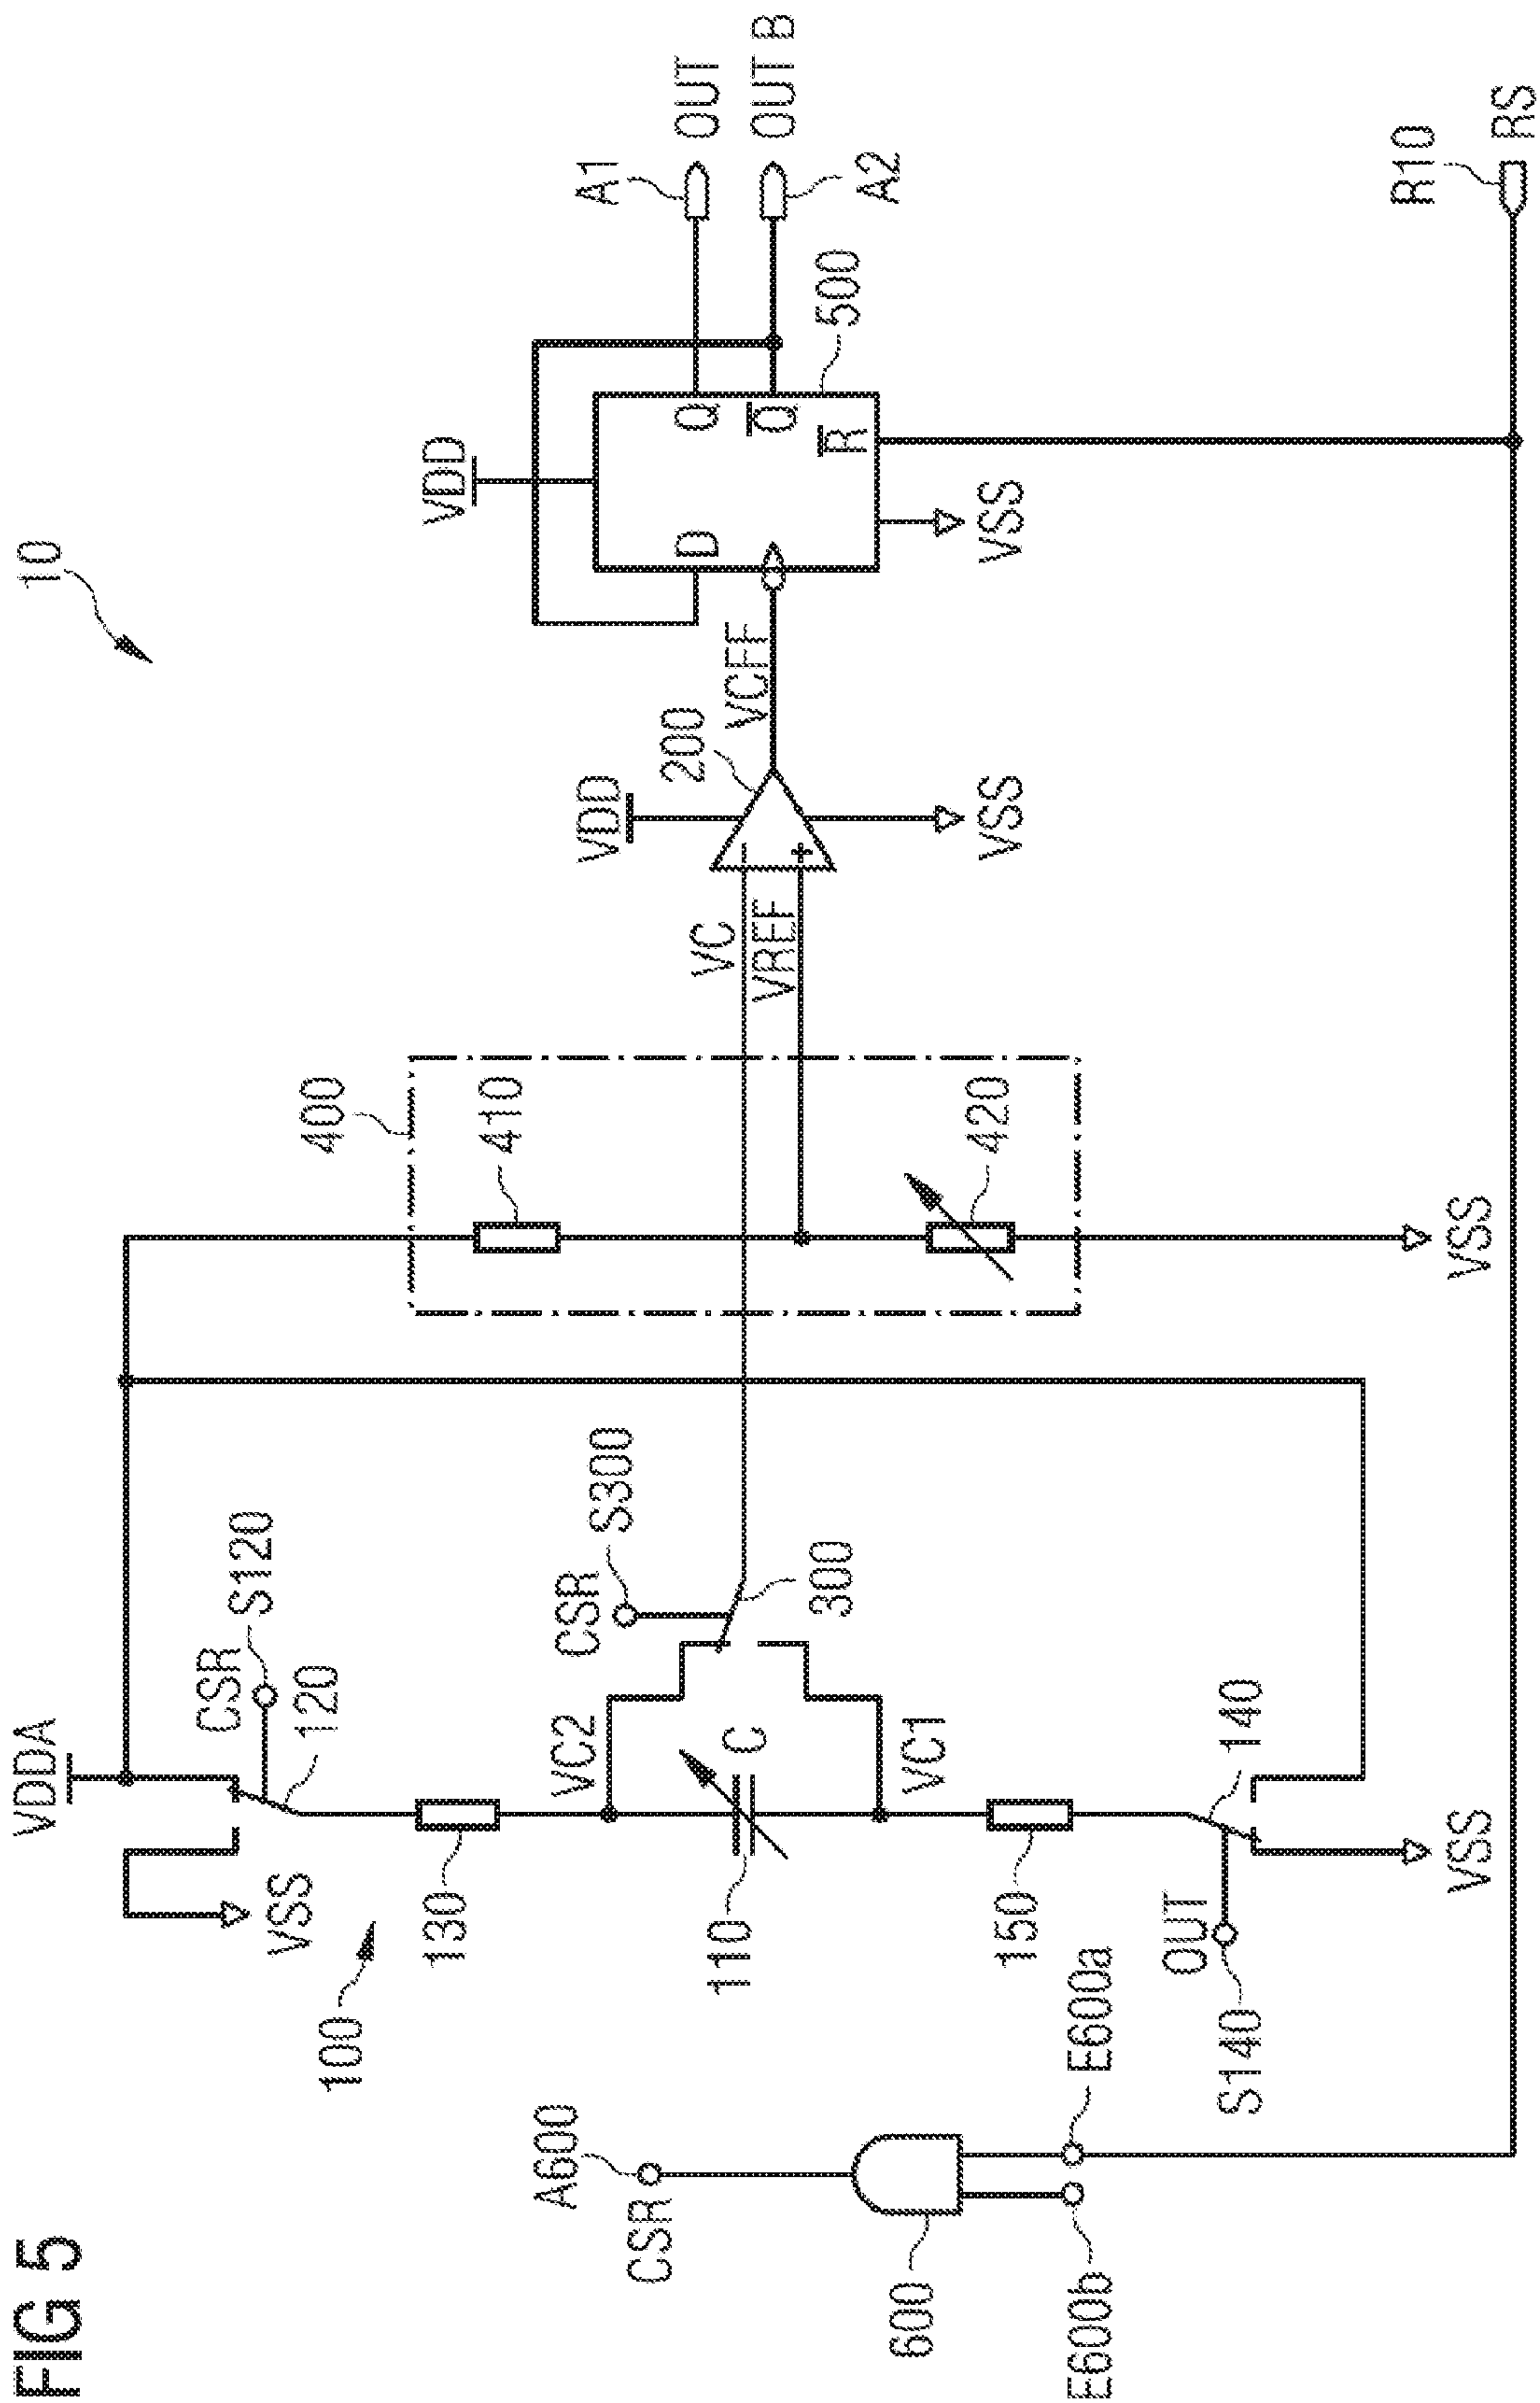 FIG 5
10
100
VDDA
VSS
CSR
S120
120
130
VC2
110
C
VC1
150
140
OUT
S140
VSS
CSR
S300
300
A600
CSR
600
E600a
E600b
400
410
420
VSS
VC
VREF
VDD
200
VSS
VCFF
VDD
D
Q
Q̅
R̅
500
VSS
A1
OUT
OUT B
A2
R10
RS
-
+